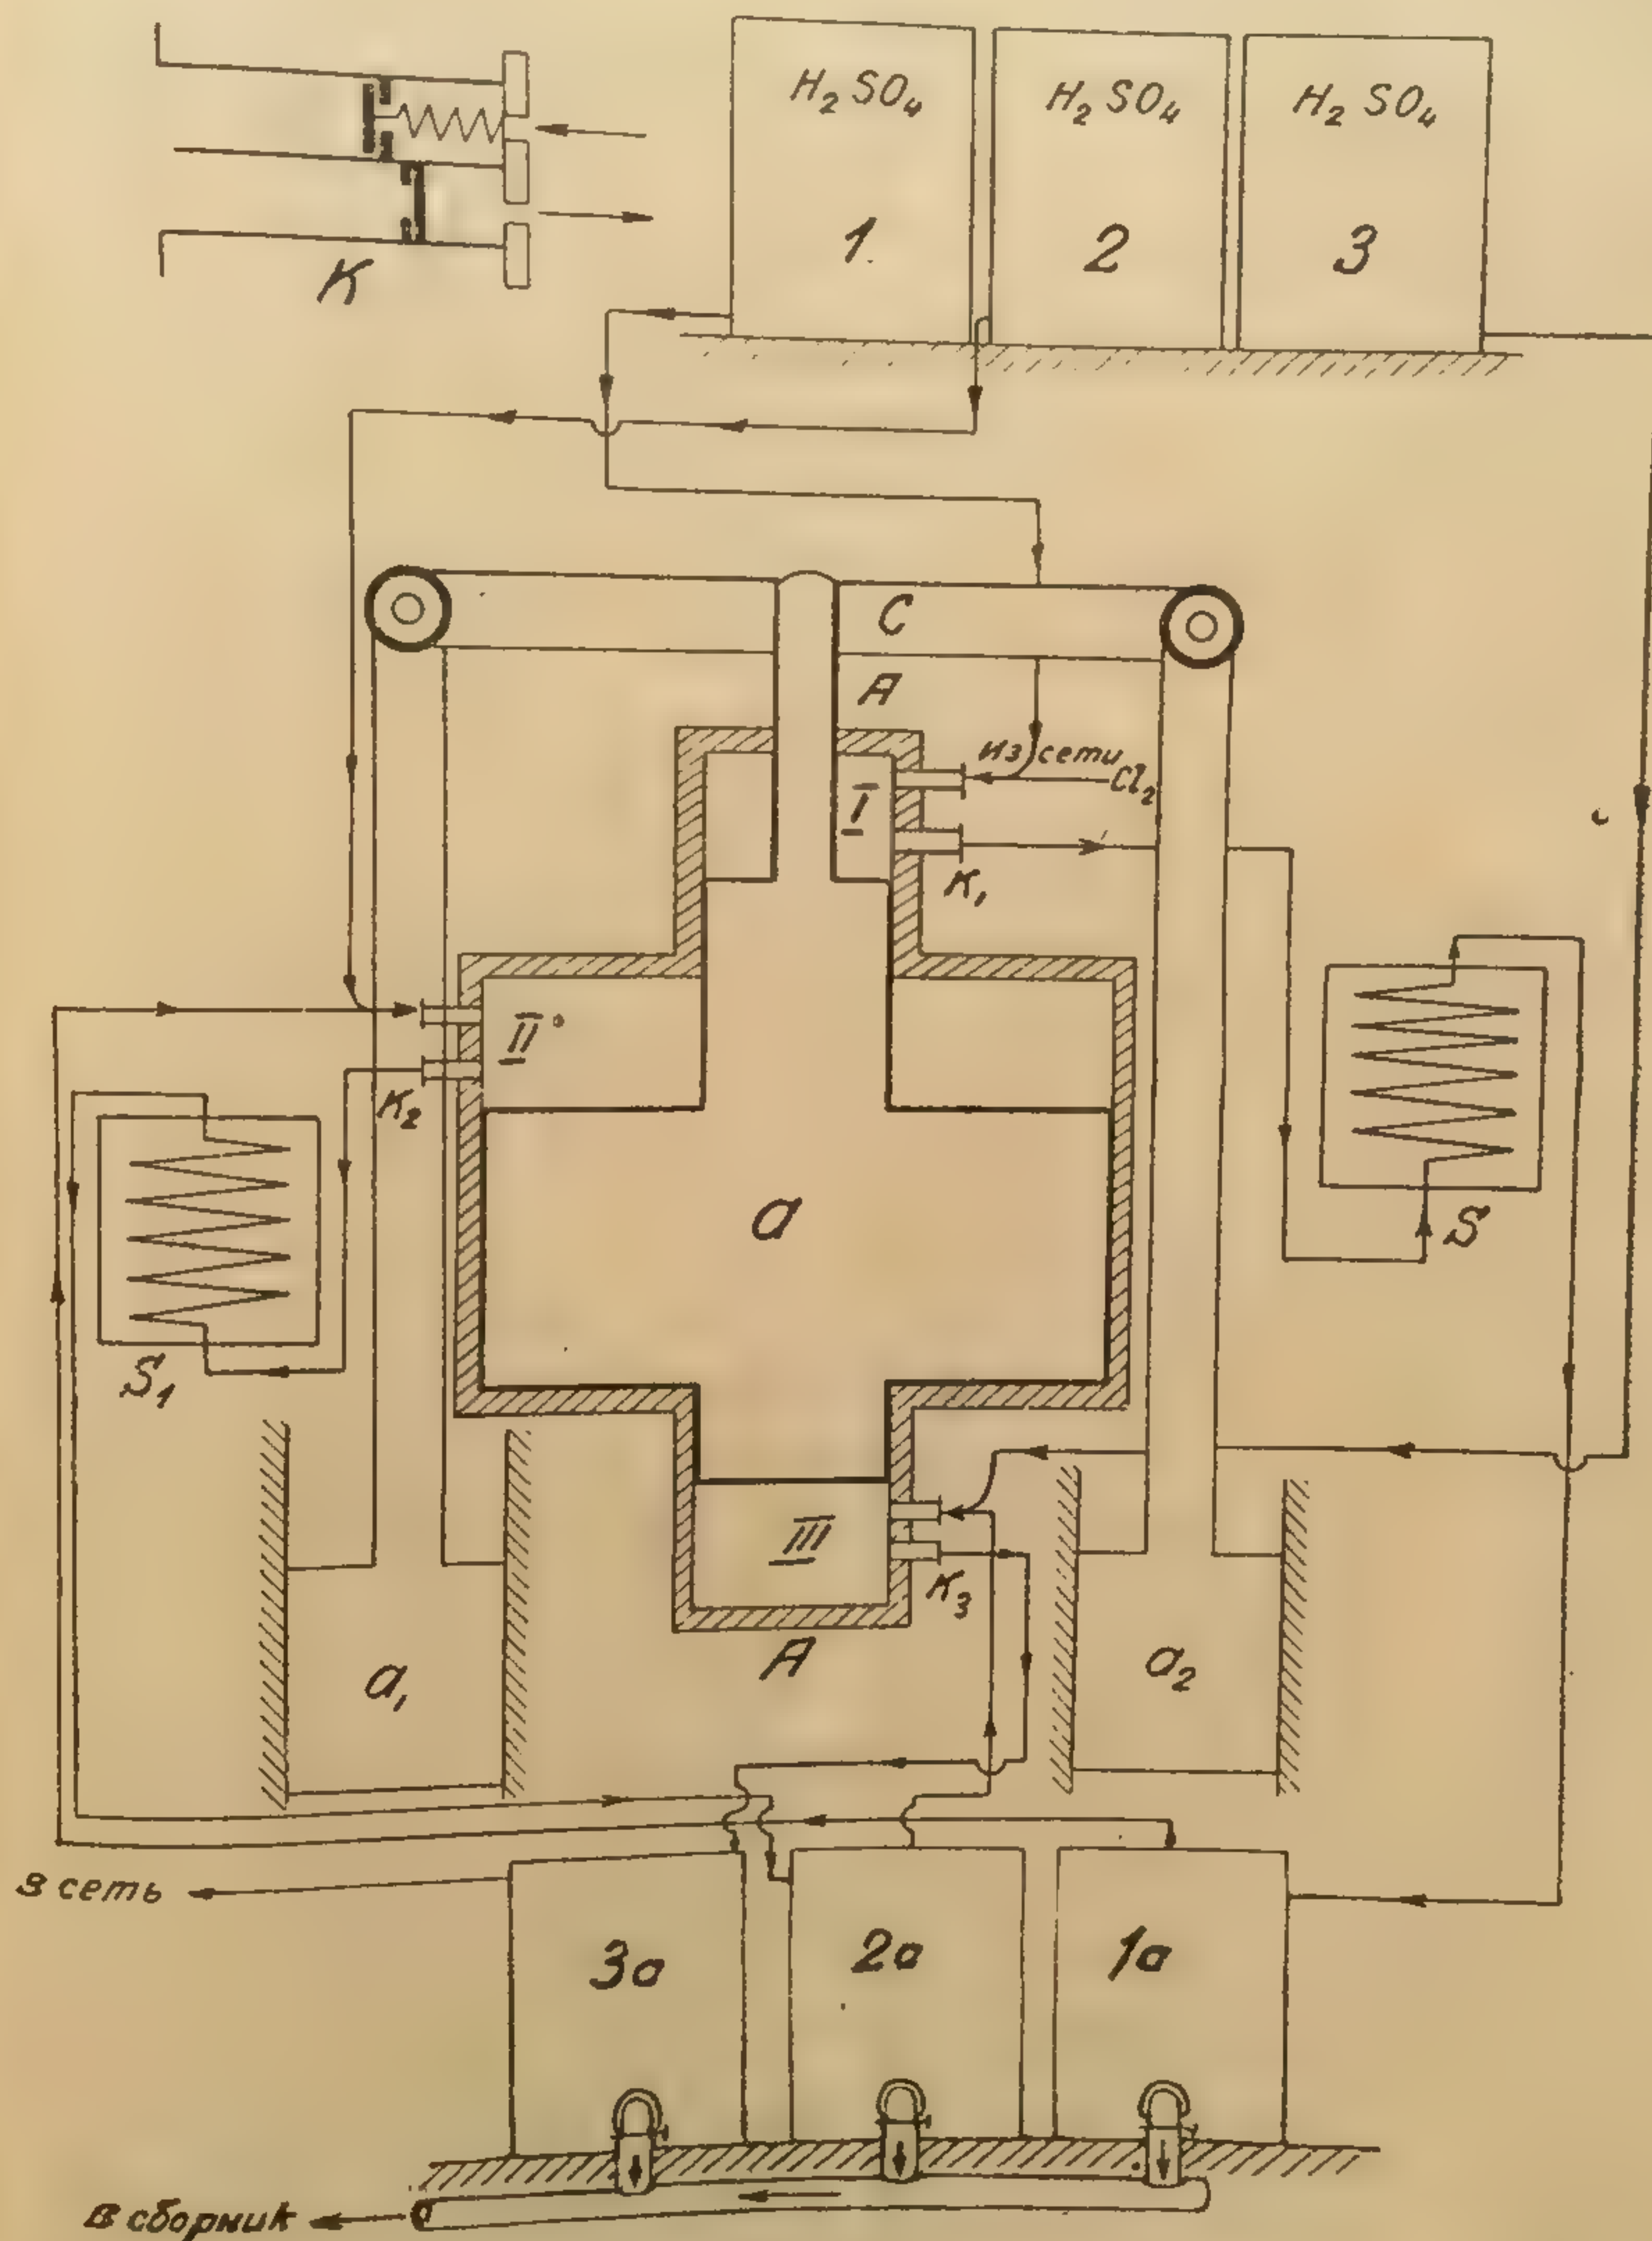 H₂SO₄ H₂SO₄ H₂SO₄
1 2 3
K
C
A
Из сети
Cl₂
I
K₁
II
K₂
a
S
S₁
III
K₃
A
a₁
a₂
в сеть
3a 2a 1a
в сборник